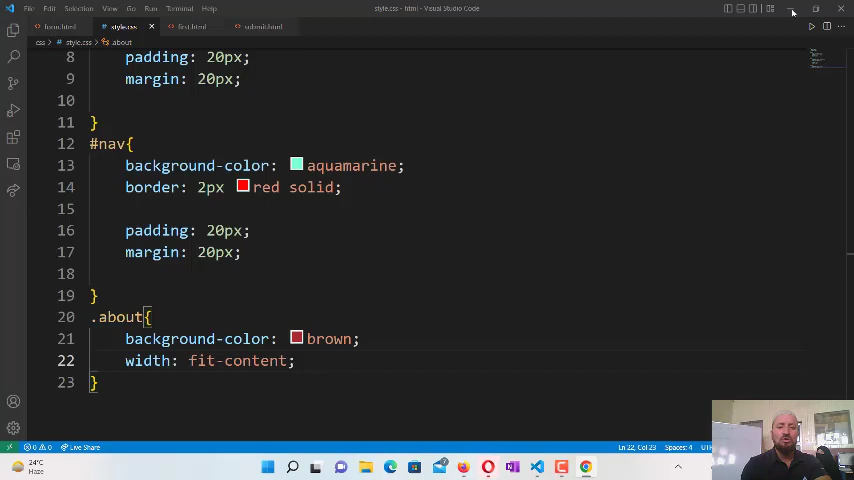 File Edit Selection View Go Run Terminal Help style.css - html - Visual Studio Code
form.html style.css first.html submit.html
css style.css .about
8 padding: 20px;
9 margin: 20px;
10
11 }
12 #nav{
13 background-color: aquamarine;
14 border: 2px red solid;
15
16 padding: 20px;
17 margin: 20px;
18
19 }
20 .about{
21 background-color: brown;
22 width: fit-content;
23 }
0 0 Live Share Ln 22, Col 23 Spaces: 4
24°C
Haze